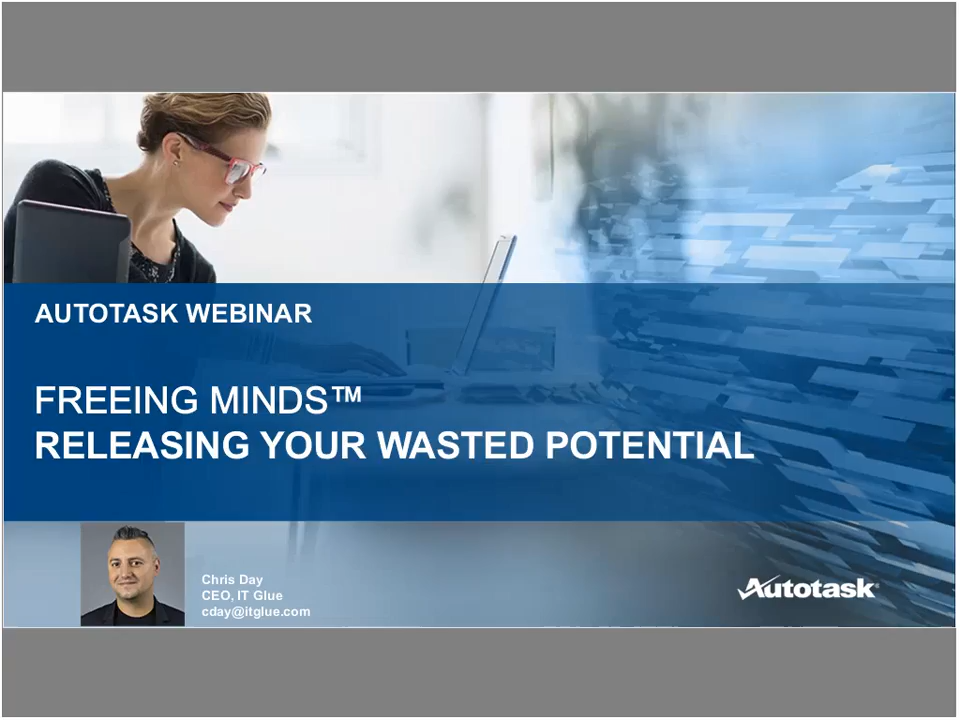 AUTOTASK WEBINAR
FREEING MINDS™
RELEASING YOUR WASTED POTENTIAL
Chris Day
CEO, IT Glue
cday@itglue.com
Autotask®